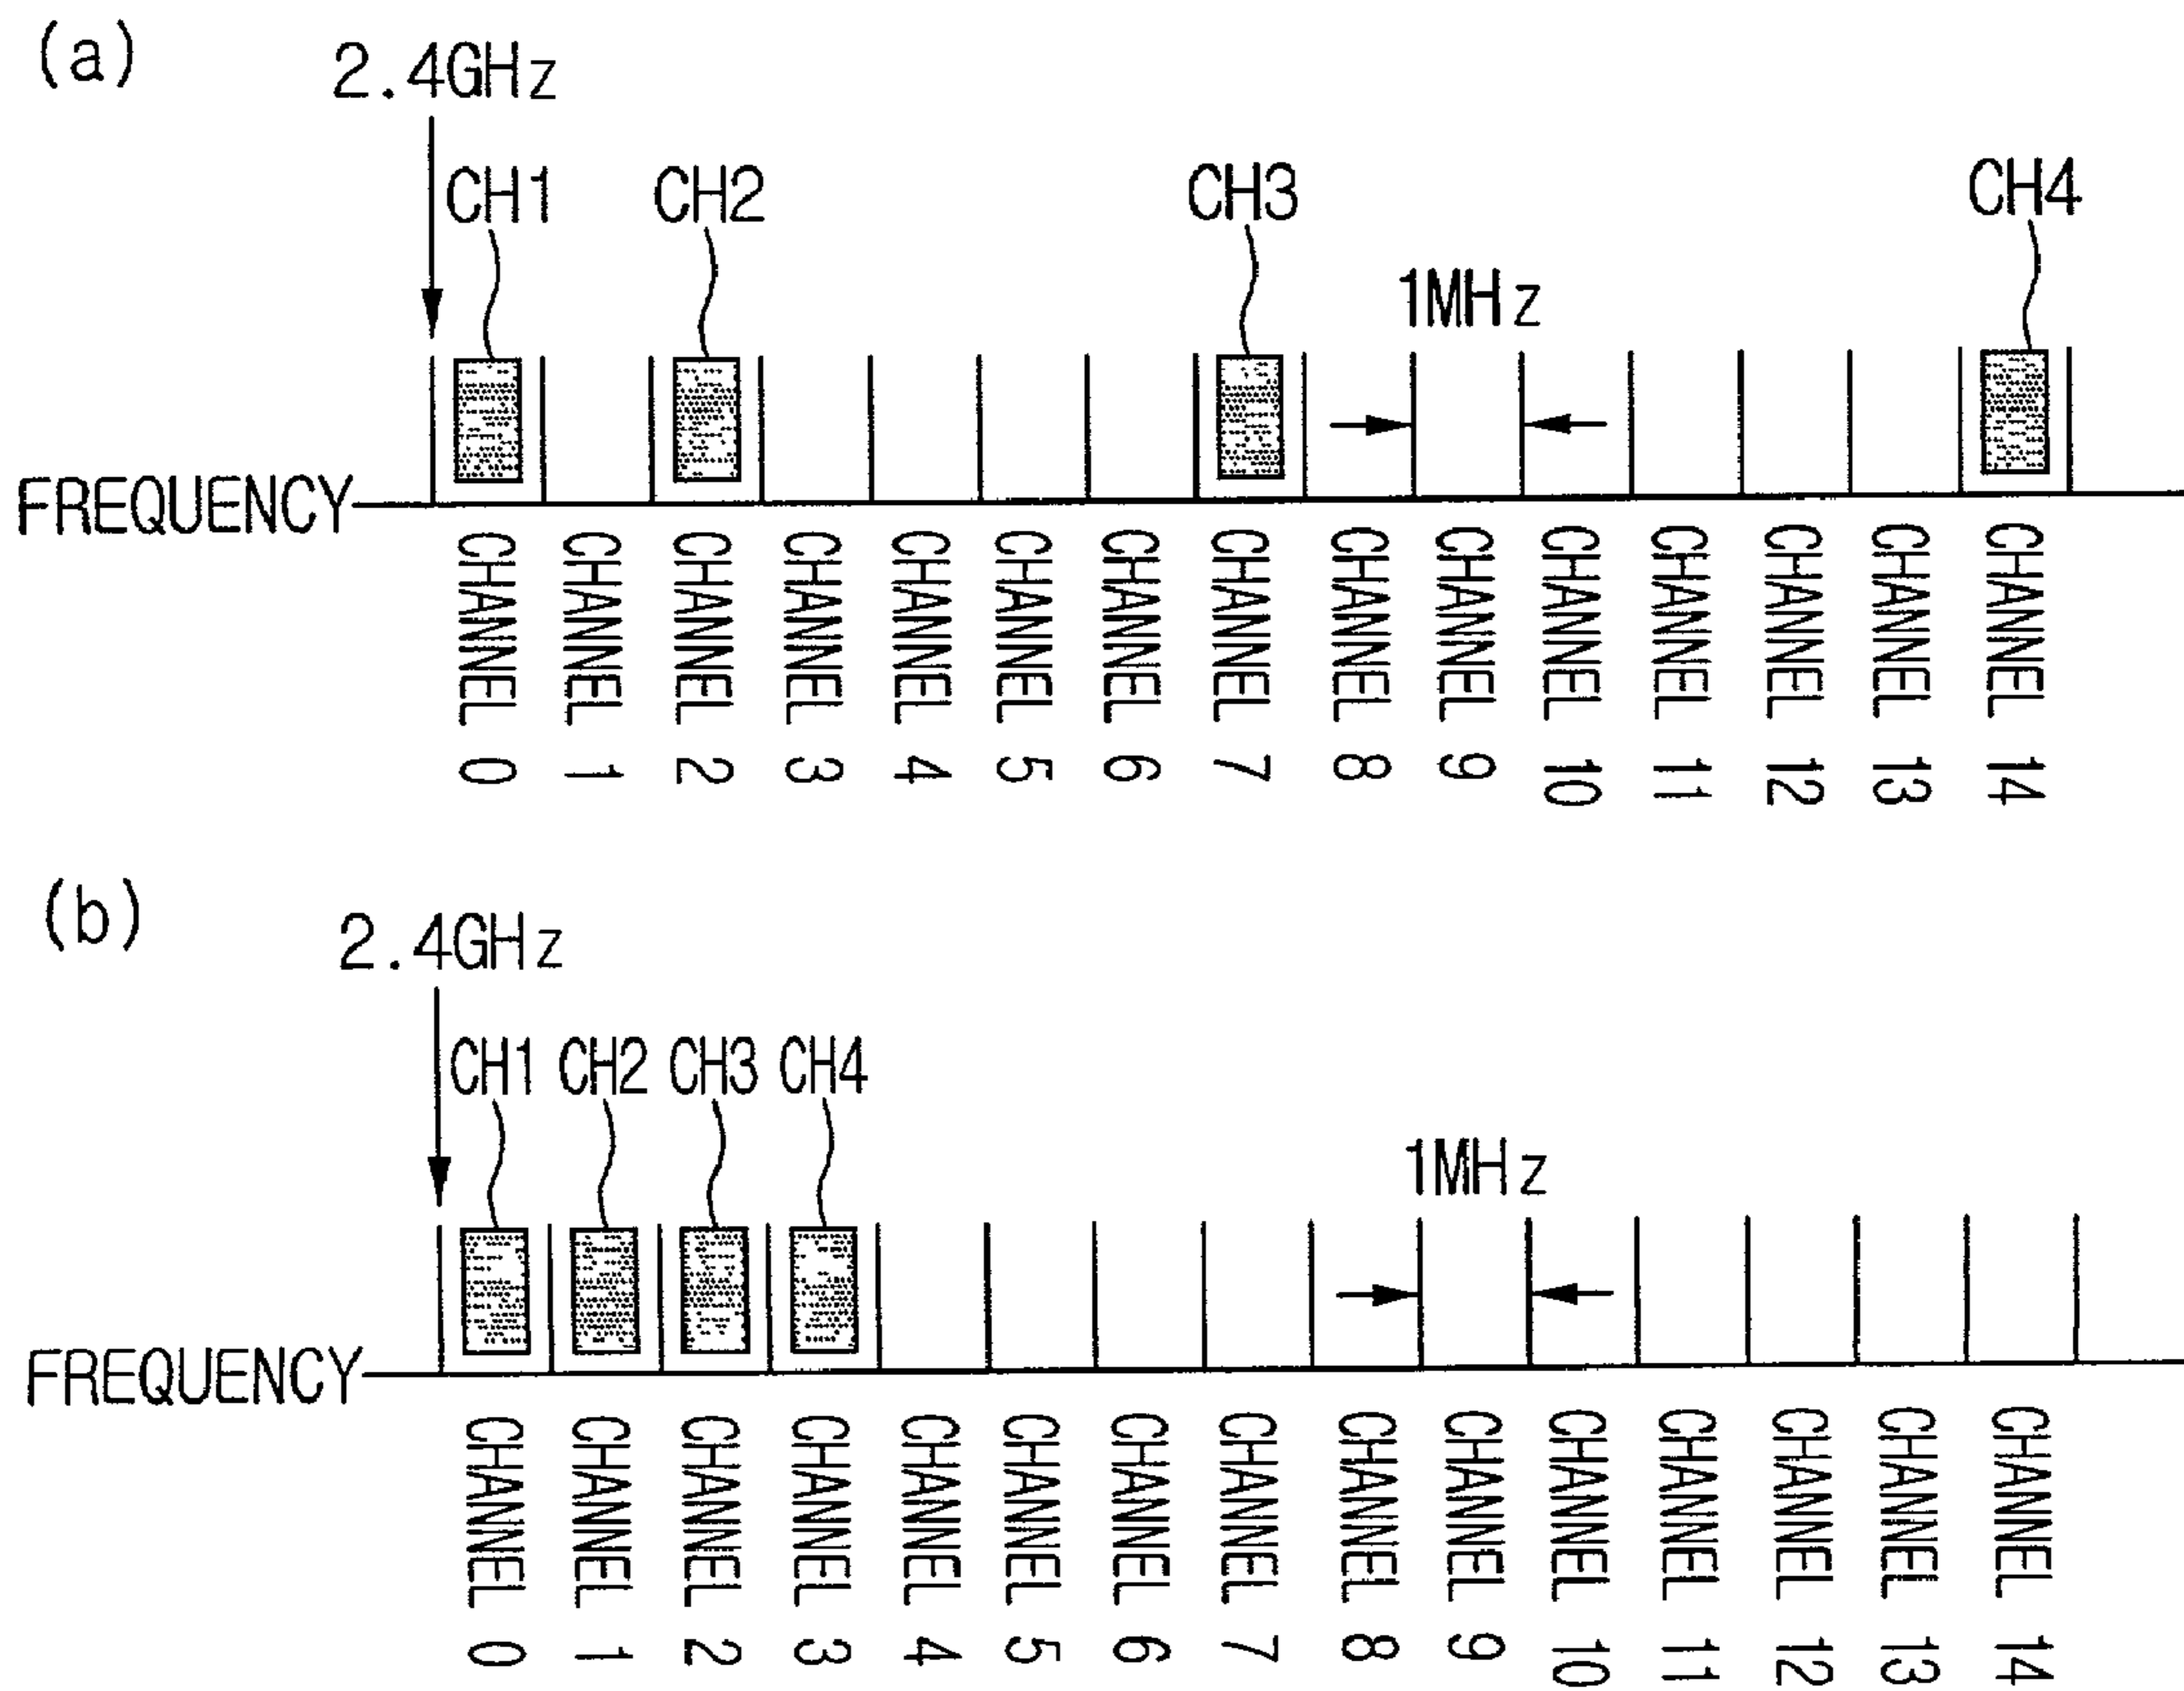 (a)
2.4GHz
CH1 CH2 CH3 CH4
1MHz
FREQUENCY
CHANNEL 0
CHANNEL 1
CHANNEL 2
CHANNEL 3
CHANNEL 4
CHANNEL 5
CHANNEL 6
CHANNEL 7
CHANNEL 8
CHANNEL 9
CHANNEL 10
CHANNEL 11
CHANNEL 12
CHANNEL 13
CHANNEL 14
(b)
2.4GHz
CH1 CH2 CH3 CH4
1MHz
FREQUENCY
CHANNEL 0
CHANNEL 1
CHANNEL 2
CHANNEL 3
CHANNEL 4
CHANNEL 5
CHANNEL 6
CHANNEL 7
CHANNEL 8
CHANNEL 9
CHANNEL 10
CHANNEL 11
CHANNEL 12
CHANNEL 13
CHANNEL 14